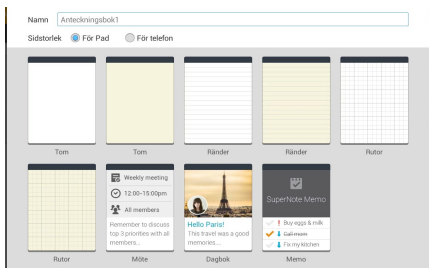 Namn Anteckningsbok1
Sidstorlek För Pad För telefon
Tom Tom Ränder Ränder Rutor
Weekly meeting
12:00-15:00pm
All members
Remember to discuss
top 3 priorities with all
members...
Hello Paris!
This travel was a good
memories...
SuperNote Memo
Buy eggs & milk
Call mom
Fix my kitchen
Rutor Möte Dagbok Memo